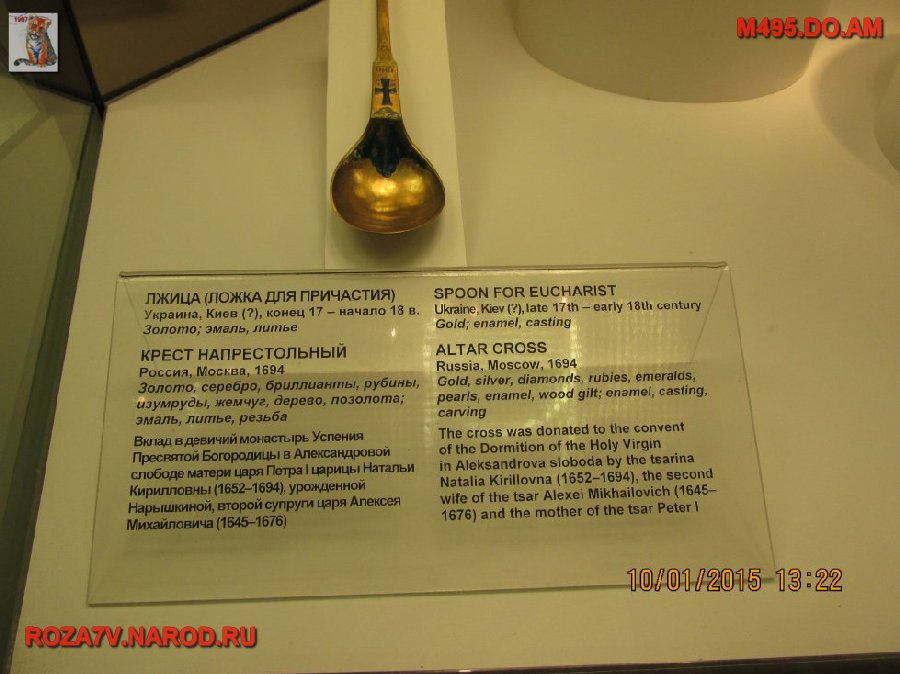 1987
M495.DO.AM
ЛЖИЦА (ЛОЖКА ДЛЯ ПРИЧАСТИЯ)
Украина, Киев (?), конец 17 – начало 18 в.
Золото; эмаль, литье
КРЕСТ НАПРЕСТОЛЬНЫЙ
Россия, Москва, 1694
Золото, серебро, бриллианты, рубины,
изумруды, жемчуг, дерево, позолота;
эмаль, литье, резьба
Вклад в девичий монастырь Успения
Пресвятой Богородицы в Александровой
слободе матери царя Петра I царицы Натальи
Кирилловны (1652–1694), урожденной
Нарышкиной, второй супруги царя Алексея
Михайловича (1645–1676)
SPOON FOR EUCHARIST
Ukraine, Kiev (?), late 17th – early 18th century
Gold; enamel, casting
ALTAR CROSS
Russia, Moscow, 1694
Gold, silver, diamonds, rubies, emeralds,
pearls, enamel, wood gilt; enamel, casting,
carving
The cross was donated to the convent
of the Dormition of the Holy Virgin
in Aleksandrova sloboda by the tsarina
Natalia Kirillovna (1652–1694), the second
wife of the tsar Alexei Mikhailovich (1645–
1676) and the mother of the tsar Peter I
10/01/2015 13:22
ROZA7V.NAROD.RU